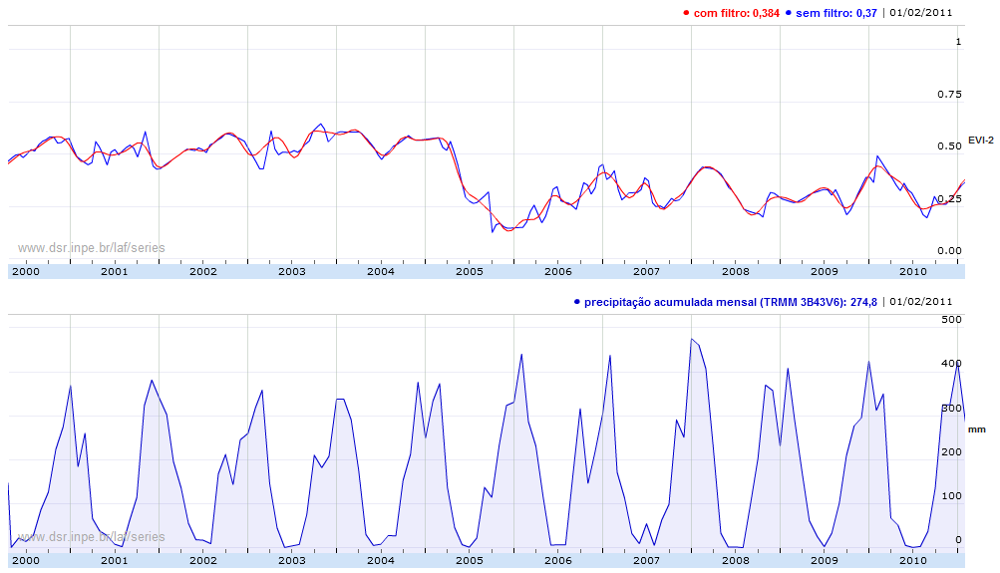 com filtro: 0,384 sem filtro: 0,37 | 01/02/2011
1
0.75
EVI-2
0.50
0.25
0.00
www.dsr.inpe.br/laf/series
2000 2001 2002 2003 2004 2005 2006 2007 2008 2009 2010
precipitação acumulada mensal (TRMM 3B43V6): 274,8 | 01/02/2011
500
400
300
mm
200
100
0
www.dsr.inpe.br/laf/series
2000 2001 2002 2003 2004 2005 2006 2007 2008 2009 2010